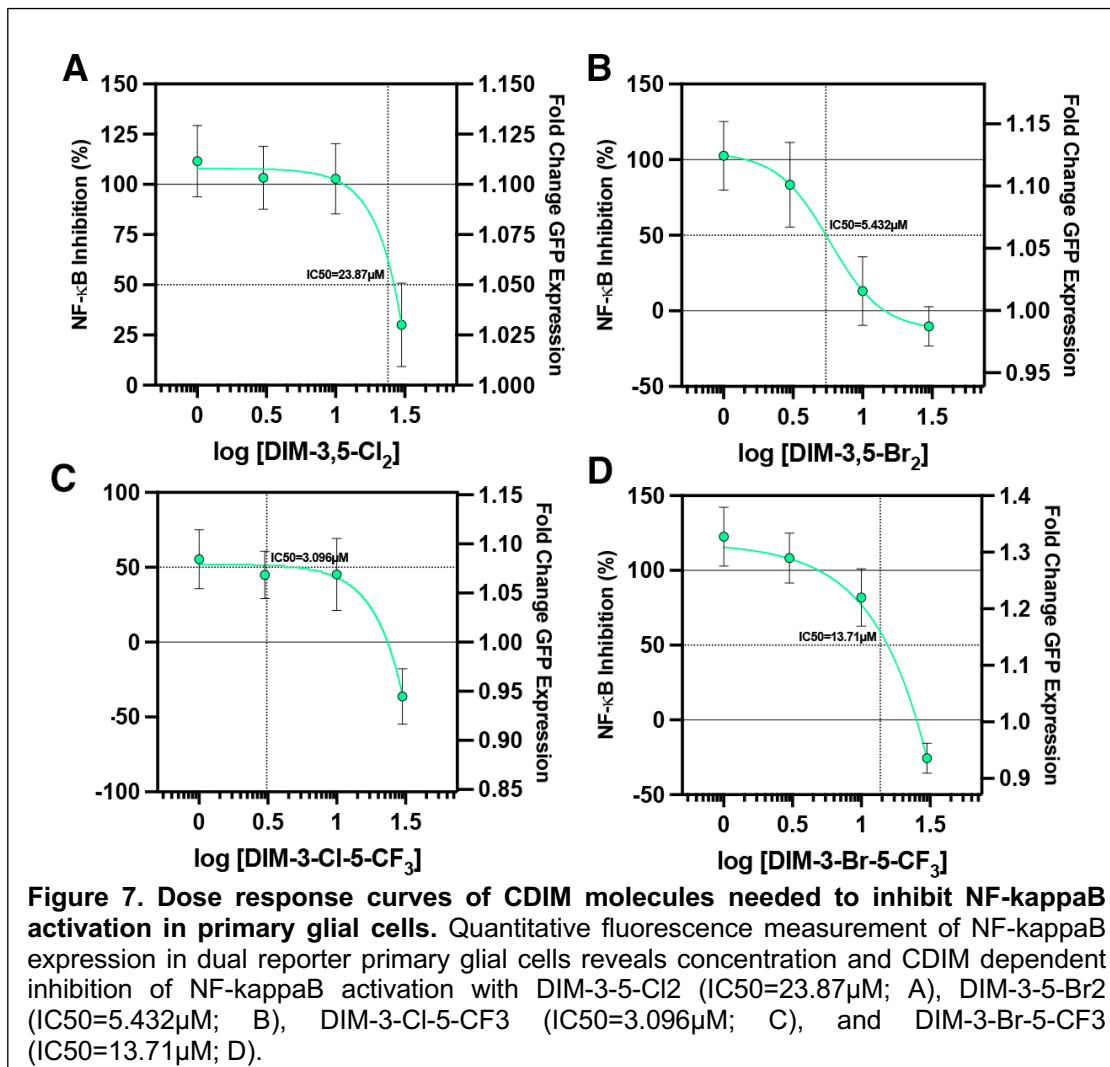 A
NF-κB Inhibition (%)
150
125
100
75
50
25
0
1.150
1.125
1.100
1.075
1.050
1.030
1.000
Fold Change GFP Expression
IC50=23.87µM
0 0.5 1 1.5
log [DIM-3,5-Cl₂]
B
NF-κB Inhibition (%)
150
100
50
0
-50
1.15
1.10
1.05
1.00
0.95
Fold Change GFP Expression
IC50=5.432µM
0 0.5 1 1.5
log [DIM-3,5-Br₂]
C
100
50
0
-50
-100
1.15
1.10
1.05
1.00
0.95
0.90
0.85
Fold Change GFP Expression
IC50=3.096µM
0 0.5 1 1.5
log [DIM-3-Cl-5-CF₃]
D
NF-κB Inhibition (%)
150
100
50
0
-50
1.4
1.3
1.2
1.1
1.0
0.9
Fold Change GFP Expression
IC50=13.71µM
0 0.5 1 1.5
log [DIM-3-Br-5-CF₃]
Figure 7. Dose response curves of CDIM molecules needed to inhibit NF-kappaB
activation in primary glial cells. Quantitative fluorescence measurement of NF-kappaB
expression in dual reporter primary glial cells reveals concentration and CDIM dependent
inhibition of NF-kappaB activation with DIM-3-5-Cl2 (IC50=23.87µM; A), DIM-3-5-Br2
(IC50=5.432µM; B), DIM-3-Cl-5-CF3 (IC50=3.096µM; C), and DIM-3-Br-5-CF3
(IC50=13.71µM; D).